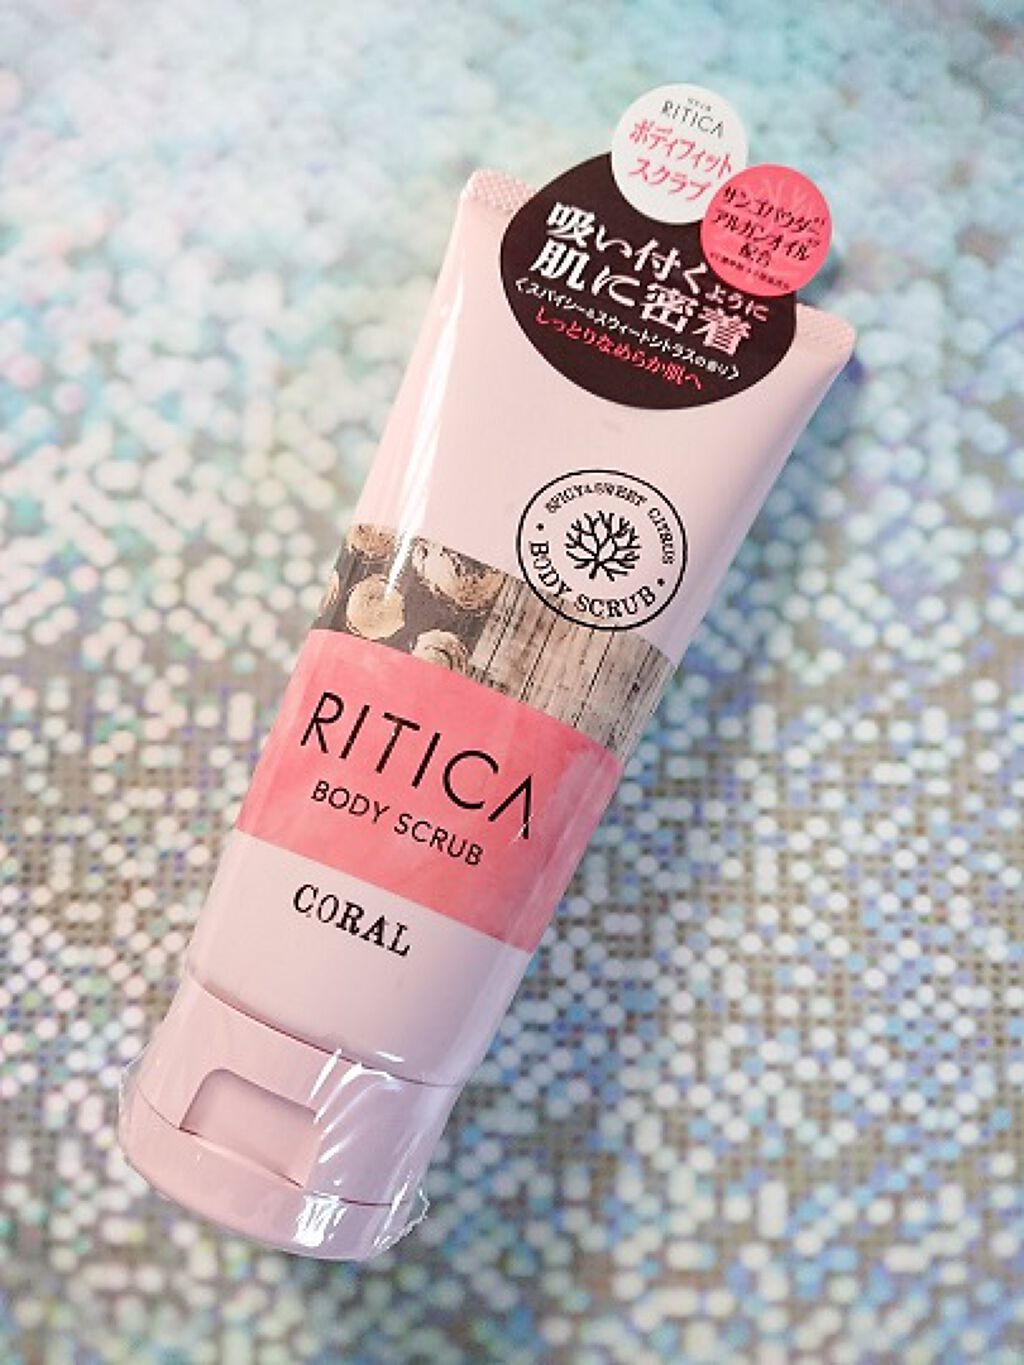 RITICA
ボディフィット
スクラブ
サンゴパウダー
アルガンオイル
配合
吸い付くように
肌に密着
〈スパイシー&スウィートシトラスの香り〉
しっとりなめらか肌へ
SPICY&SWEET CITRUS
BODY SCRUB
RITICA
BODY SCRUB
CORAL